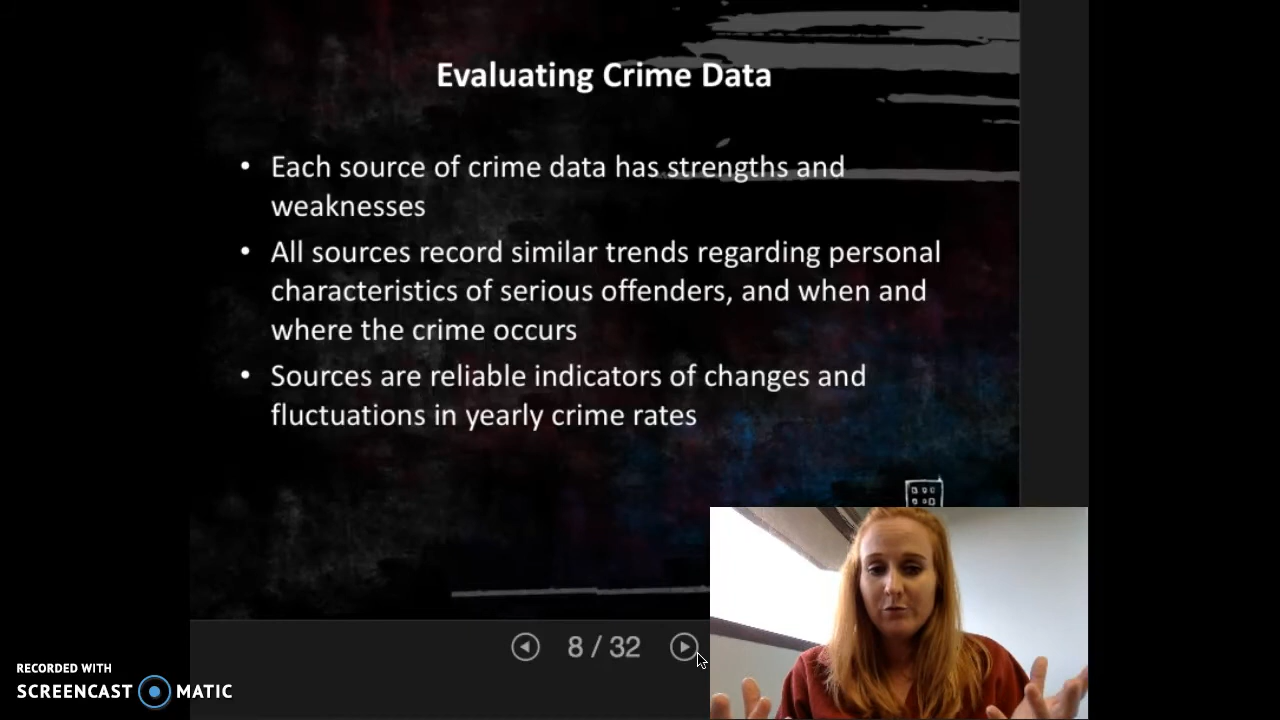 Evaluating Crime Data
• Each source of crime data has strengths and
weaknesses
• All sources record similar trends regarding personal
characteristics of serious offenders, and when and
where the crime occurs
• Sources are reliable indicators of changes and
fluctuations in yearly crime rates
8 / 32
RECORDED WITH
SCREENCAST MATIC